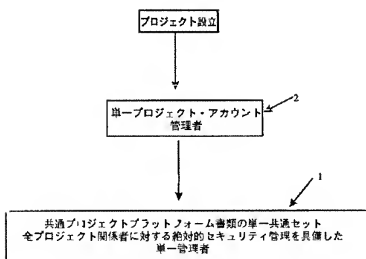 プロジェクト設立
2
単一プロジェクト・アカウント
管理者
1
共通プロジェクトプラットフォーム書類の単一共通セット
全プロジェクト関係者に対する絶対的セキュリティ管理を具備した
単一管理者